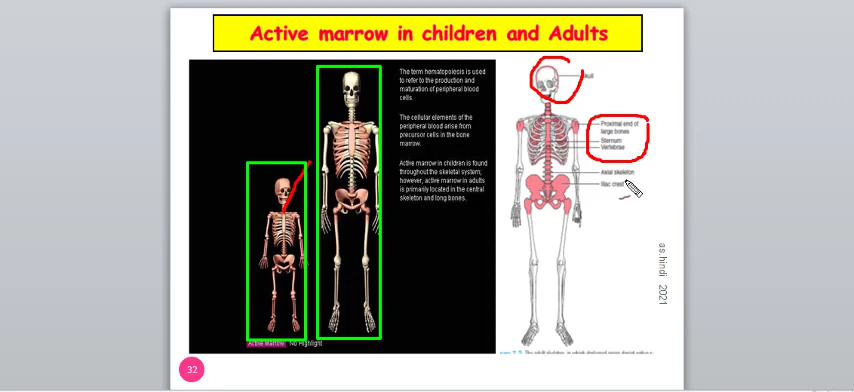 Active marrow in children and Adults
The term hematopoiesis is used
to refer to the production and
maturation of peripheral blood
cells.
The cellular elements of the
peripheral blood arise from
precursor cells in the bone
marrow.
Active marrow in children is found
throughout the skeletal system;
however, active marrow in adults
is primarily located in the central
skeleton and long bones.
Active Marrow No Highlight
Skull
Proximal end of
large bones
Sternum
Vertebrae
Axial skeleton
Iliac crest
as.hindi 2021
32